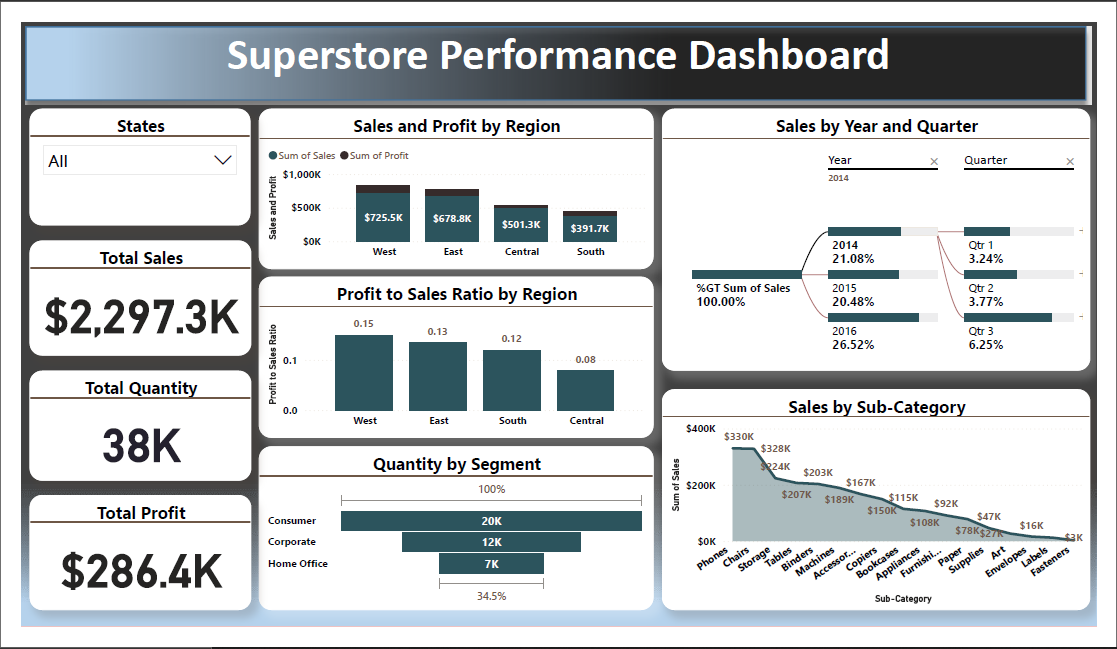 Superstore Performance Dashboard
States
All
Total Sales
$2,297.3K
Total Quantity
38K
Total Profit
$286.4K
Sales and Profit by Region
Sum of Sales Sum of Profit
Sales and Profit
$1,000K
$500K
$0K
$725.5K $678.8K $501.3K $391.7K
West East Central South
Profit to Sales Ratio by Region
Profit to Sales Ratio
0.1
0.0
0.15 0.13 0.12 0.08
West East South Central
Quantity by Segment
100%
Consumer 20K
Corporate 12K
Home Office 7K
34.5%
Sales by Year and Quarter
Year Quarter
2014
%GT Sum of Sales
100.00%
2014
21.08%
2015
20.48%
2016
26.52%
Qtr 1
3.24%
Qtr 2
3.77%
Qtr 3
6.25%
Sales by Sub-Category
Sum of Sales
$400K
$200K
$0K
$330K $328K $224K $207K $203K $189K $167K $150K $115K $108K $92K $78K $47K $27K $16K $3K
Phones Chairs Storage Tables Binders Machines Accessor... Copiers Bookcases Appliances Furnishi... Paper Supplies Art Envelopes Labels Fasteners
Sub-Category